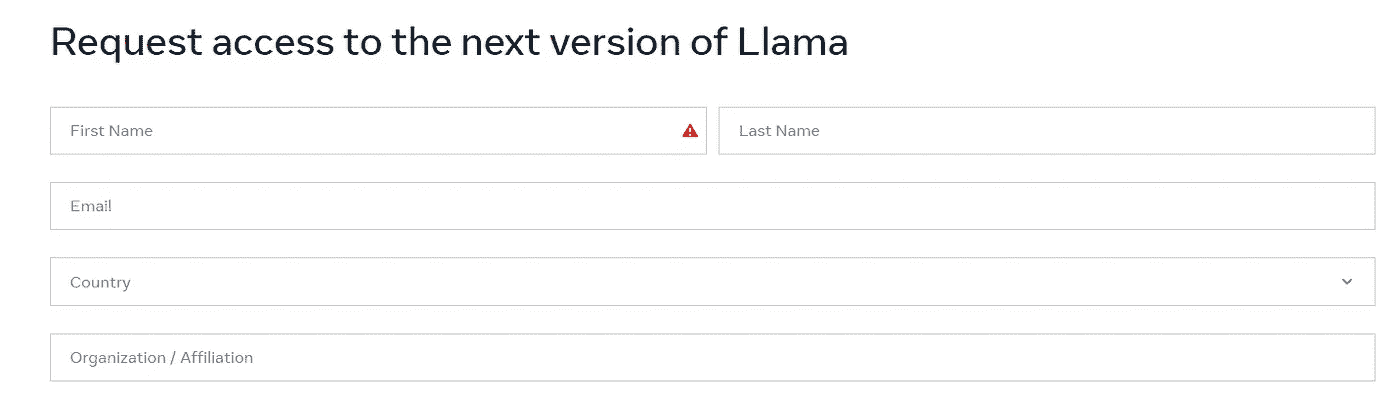 Request access to the next version of Llama
First Name
Last Name
Email
Country
Organization / Affiliation